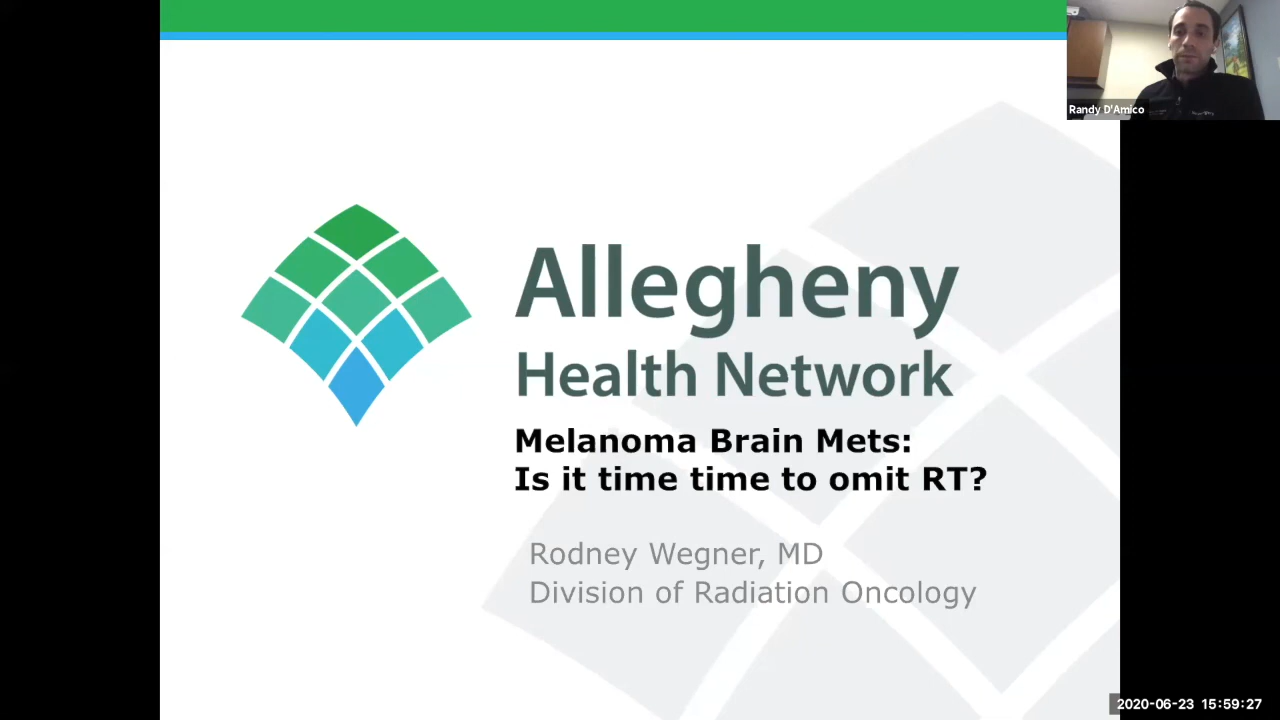 Randy D'Amico
Allegheny
Health Network
Melanoma Brain Mets:
Is it time time to omit RT?
Rodney Wegner, MD
Division of Radiation Oncology
2020-06-23 15:59:27